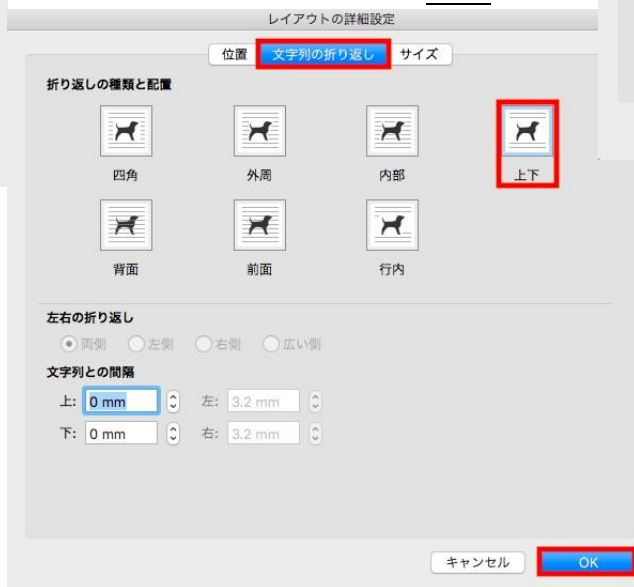 レイアウトの詳細設定
位置 文字列の折り返し サイズ
折り返しの種類と配置
四角 外周 内部 上下
背面 前面 行内
左右の折り返し
両側 左側 右側 広い側
文字列との間隔
上: 0 mm 左: 3.2 mm
下: 0 mm 右: 3.2 mm
キャンセル OK